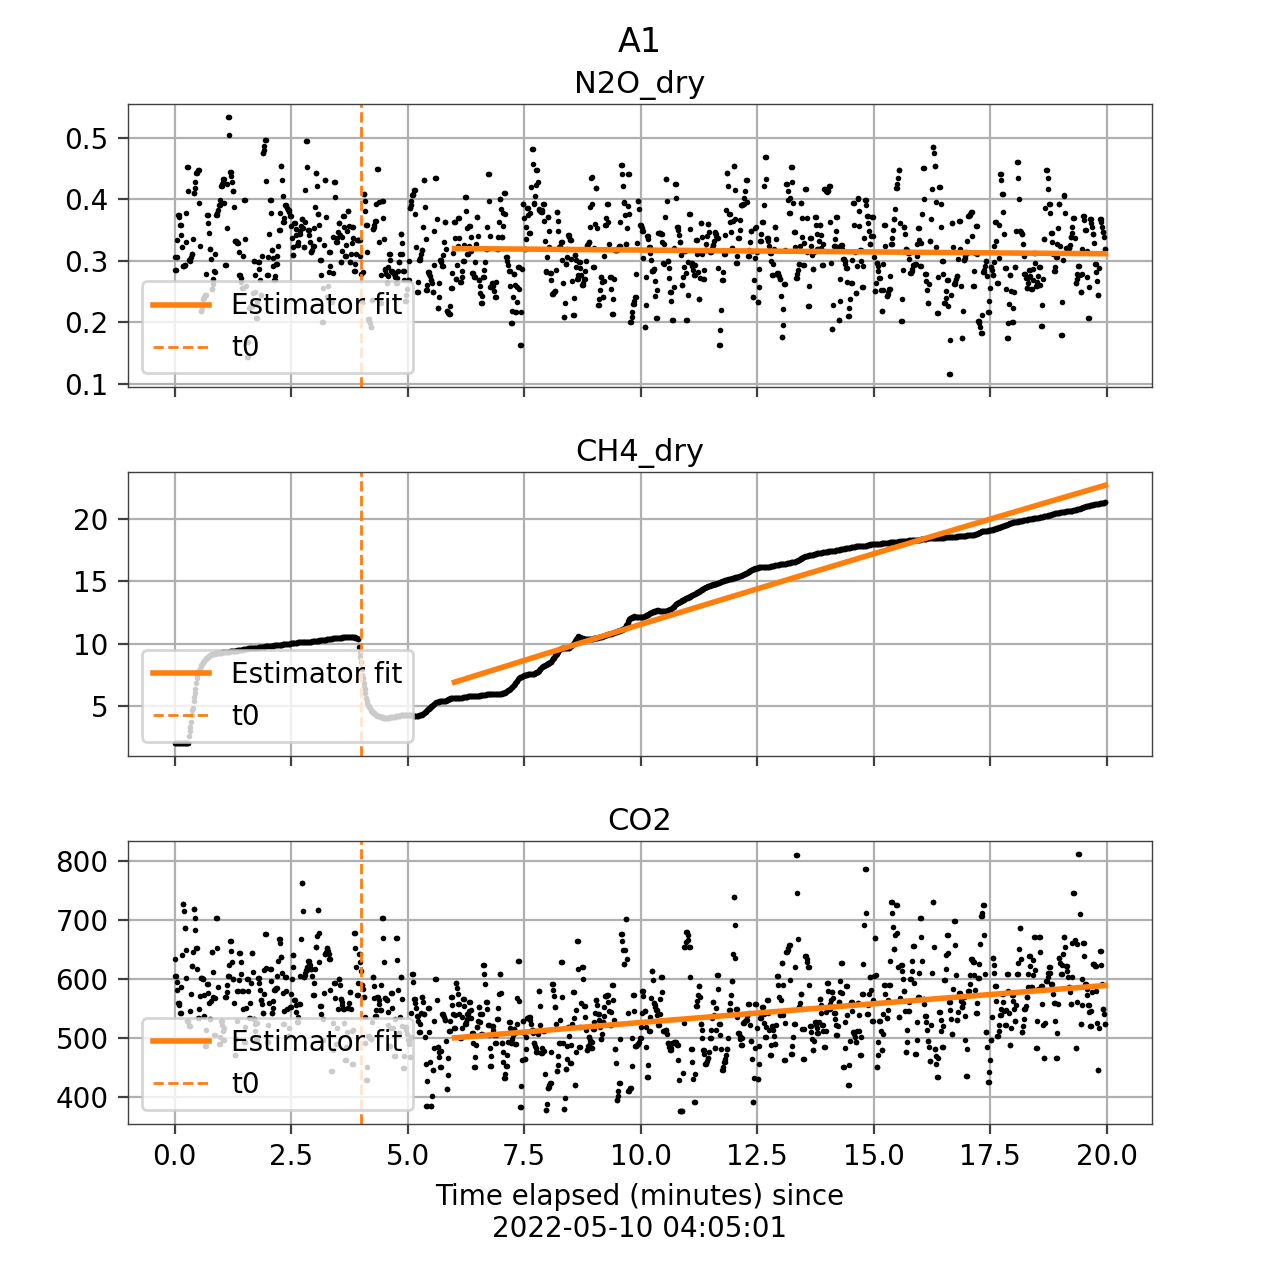 A1
N2O_dry
0.5
0.4
0.3
0.2
0.1
Estimator fit
t0
CH4_dry
20
15
10
5
Estimator fit
t0
CO2
800
700
600
500
400
Estimator fit
t0
0.0 2.5 5.0 7.5 10.0 12.5 15.0 17.5 20.0
Time elapsed (minutes) since
2022-05-10 04:05:01